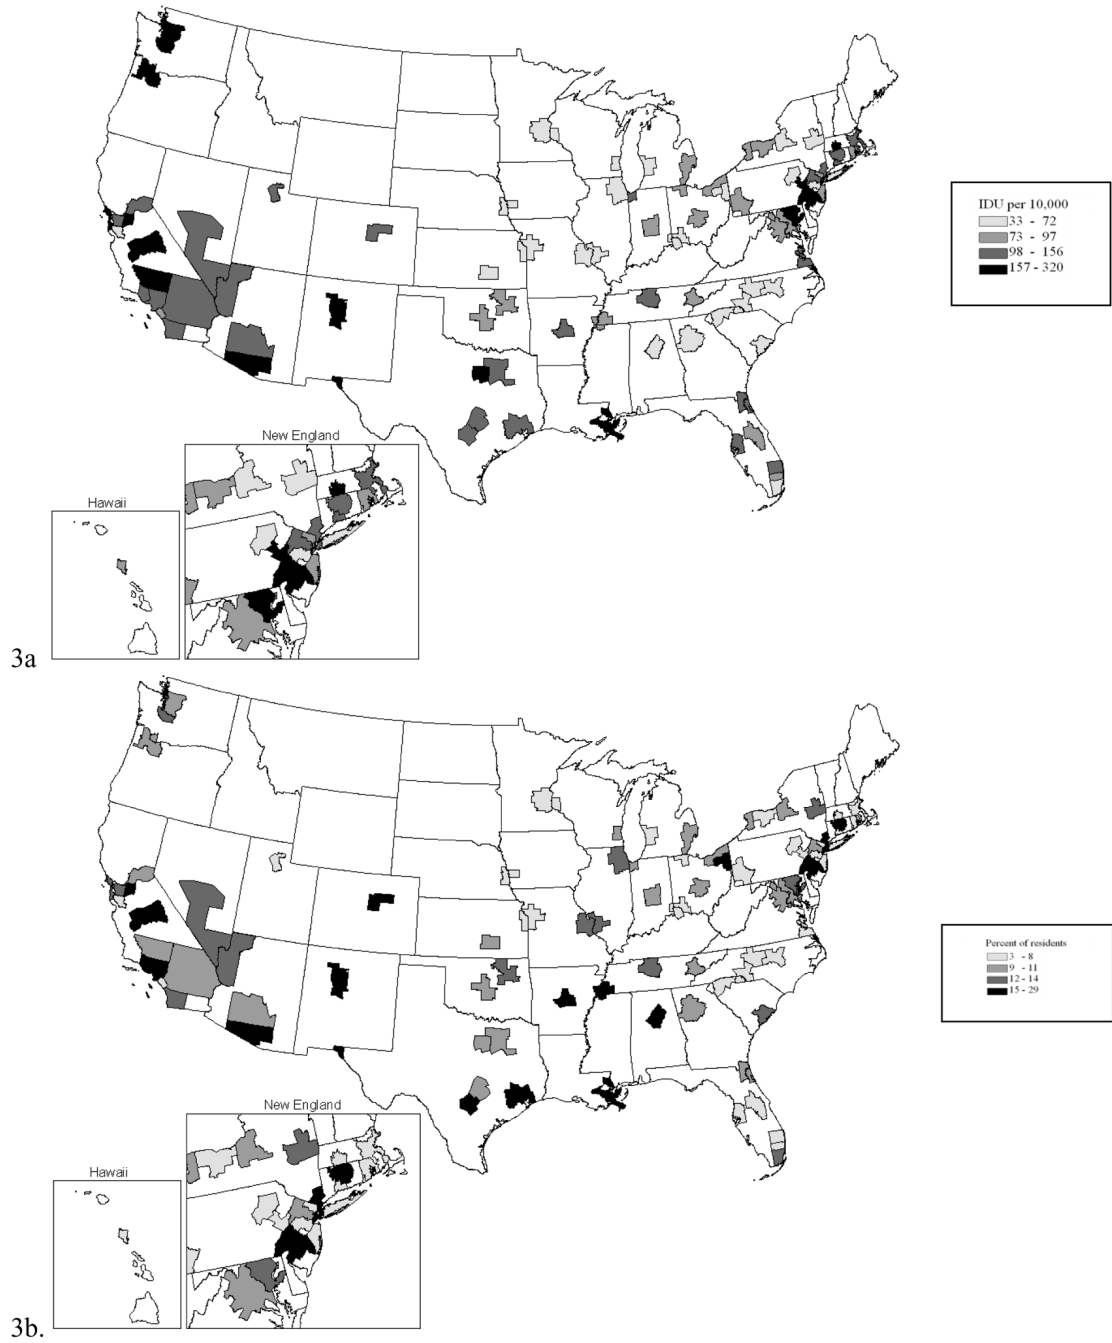 IDU per 10,000
33 - 72
73 - 97
98 - 156
157 - 320
New England
Hawaii
3a
Percent of residents
3 - 8
9 - 11
12 - 14
15 - 29
New England
Hawaii
3b.